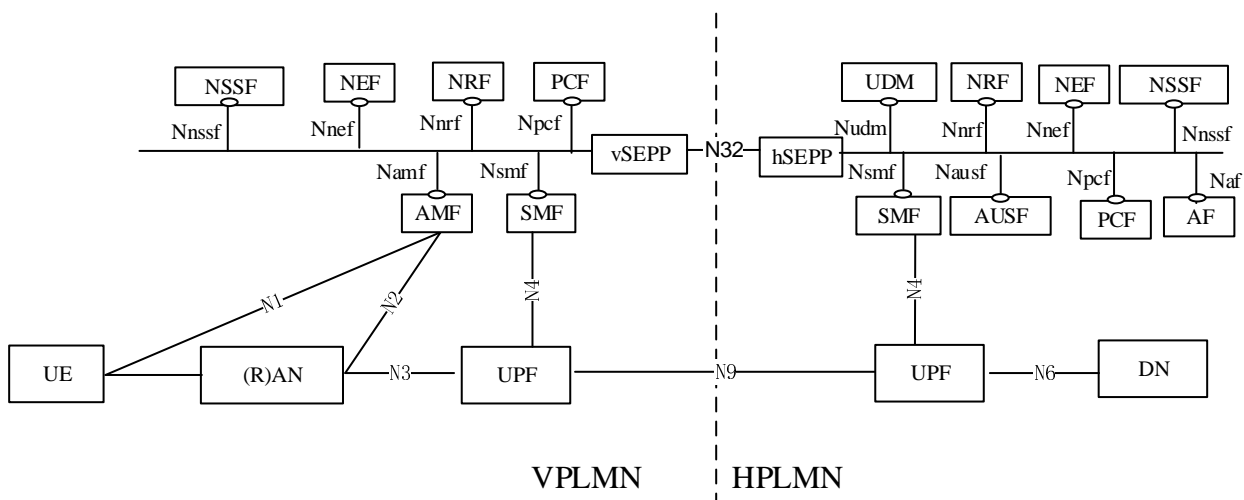 NSSF NEF NRF PCF UDM NRF NEF NSSF
Nnssf Nnef Nnrf Npcf Nudm Nnrf Nnef Nnssf
vSEPP N32 hSEPP
Namf Nsmf Nsmf Nausf Npcf Naf
AMF SMF SMF AUSF PCF AF
N1 N2 N4 N4
UE (R)AN N3 UPF N9 UPF N6 DN
VPLMN HPLMN